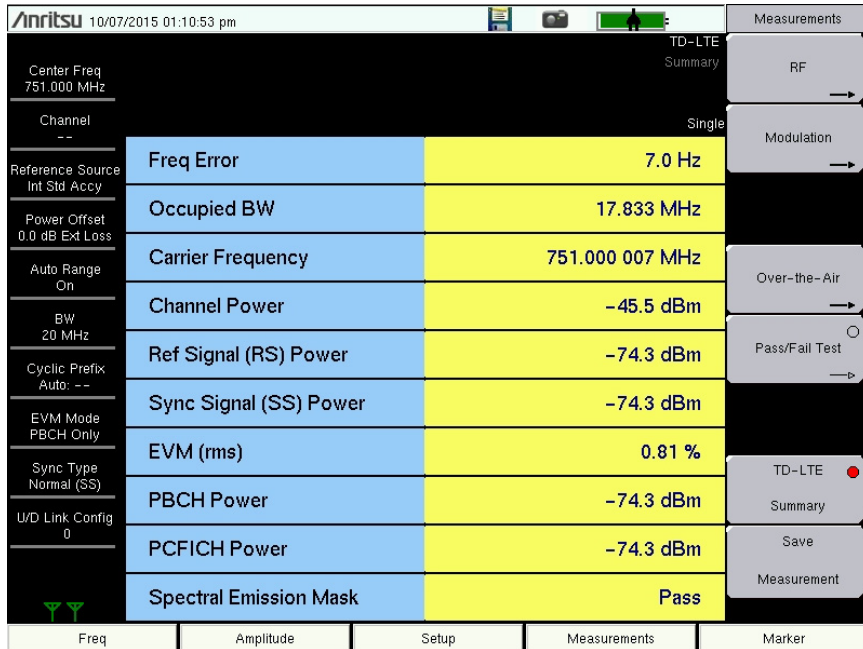 Anritsu 10/07/2015 01:10:53 pm
TD-LTE
Summary
Single
Center Freq
751.000 MHz
Channel
--
Reference Source
Int Std Accy
Power Offset
0.0 dB Ext Loss
Auto Range
On
BW
20 MHz
Cyclic Prefix
Auto: --
EVM Mode
PBCH Only
Sync Type
Normal (SS)
U/D Link Config
0
Freq Error 7.0 Hz
Occupied BW 17.833 MHz
Carrier Frequency 751.000 007 MHz
Channel Power -45.5 dBm
Ref Signal (RS) Power -74.3 dBm
Sync Signal (SS) Power -74.3 dBm
EVM (rms) 0.81 %
PBCH Power -74.3 dBm
PCFICH Power -74.3 dBm
Spectral Emission Mask Pass
Measurements
RF
Modulation
Over-the-Air
Pass/Fail Test
TD-LTE
Summary
Save
Measurement
Freq Amplitude Setup Measurements Marker